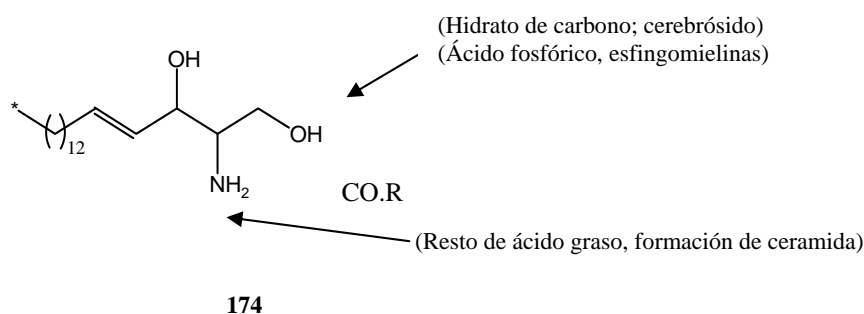 (Hidrato de carbono; cerebrósido)
(Ácido fosfórico, esfingomielinas)
OH
*
12
OH
NH2
CO.R
(Resto de ácido graso, formación de ceramida)
174